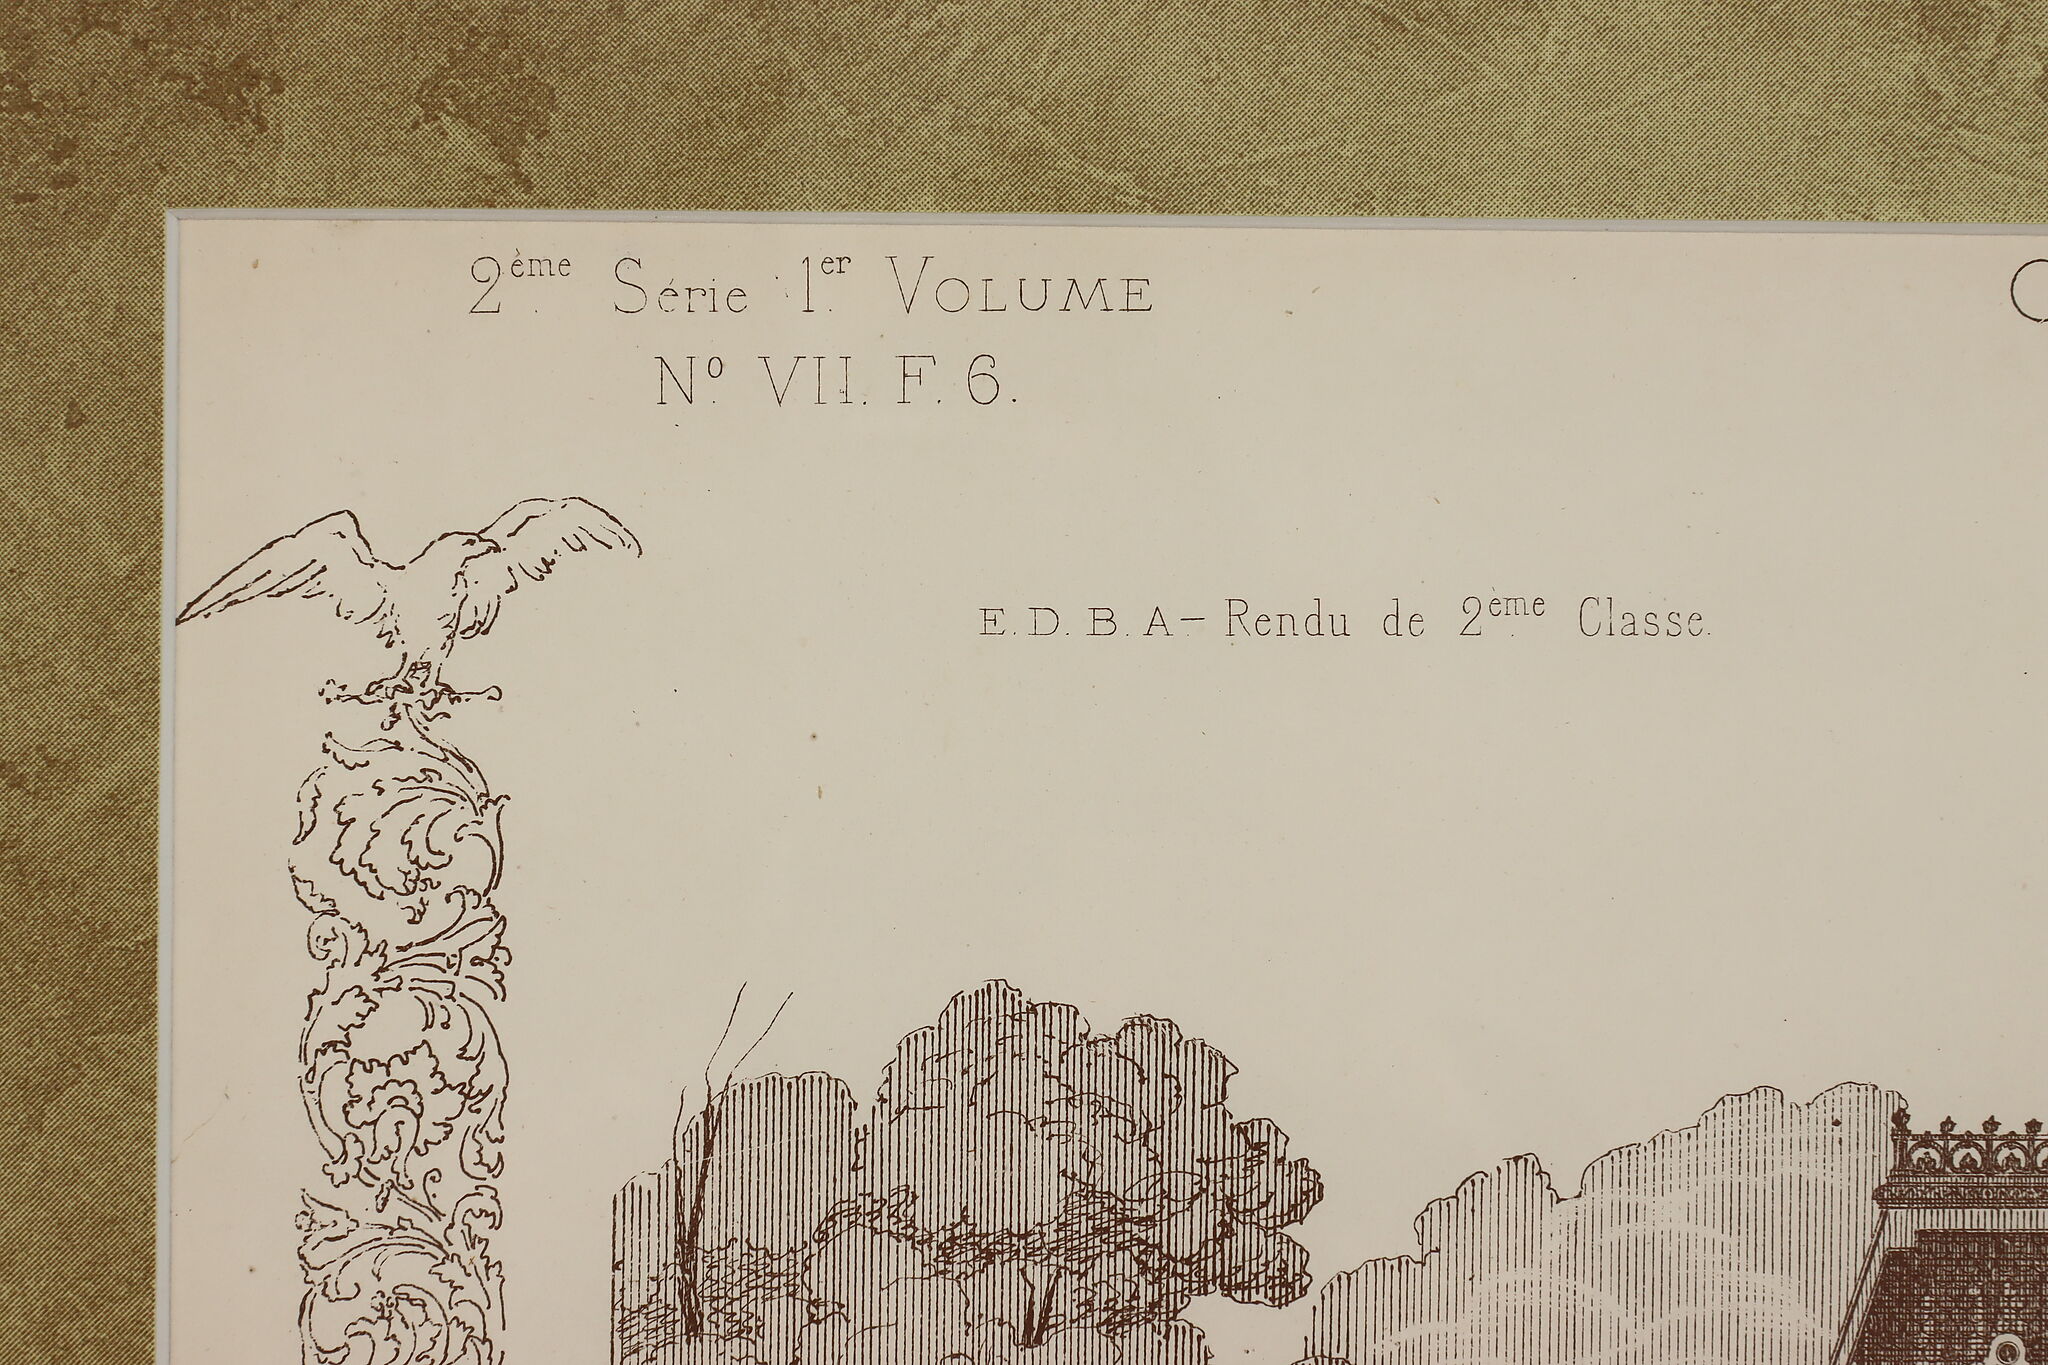 2ème Série 1er VOLUME
Nº VII. F. 6.
E. D. B. A – Rendu de 2ème Classe.